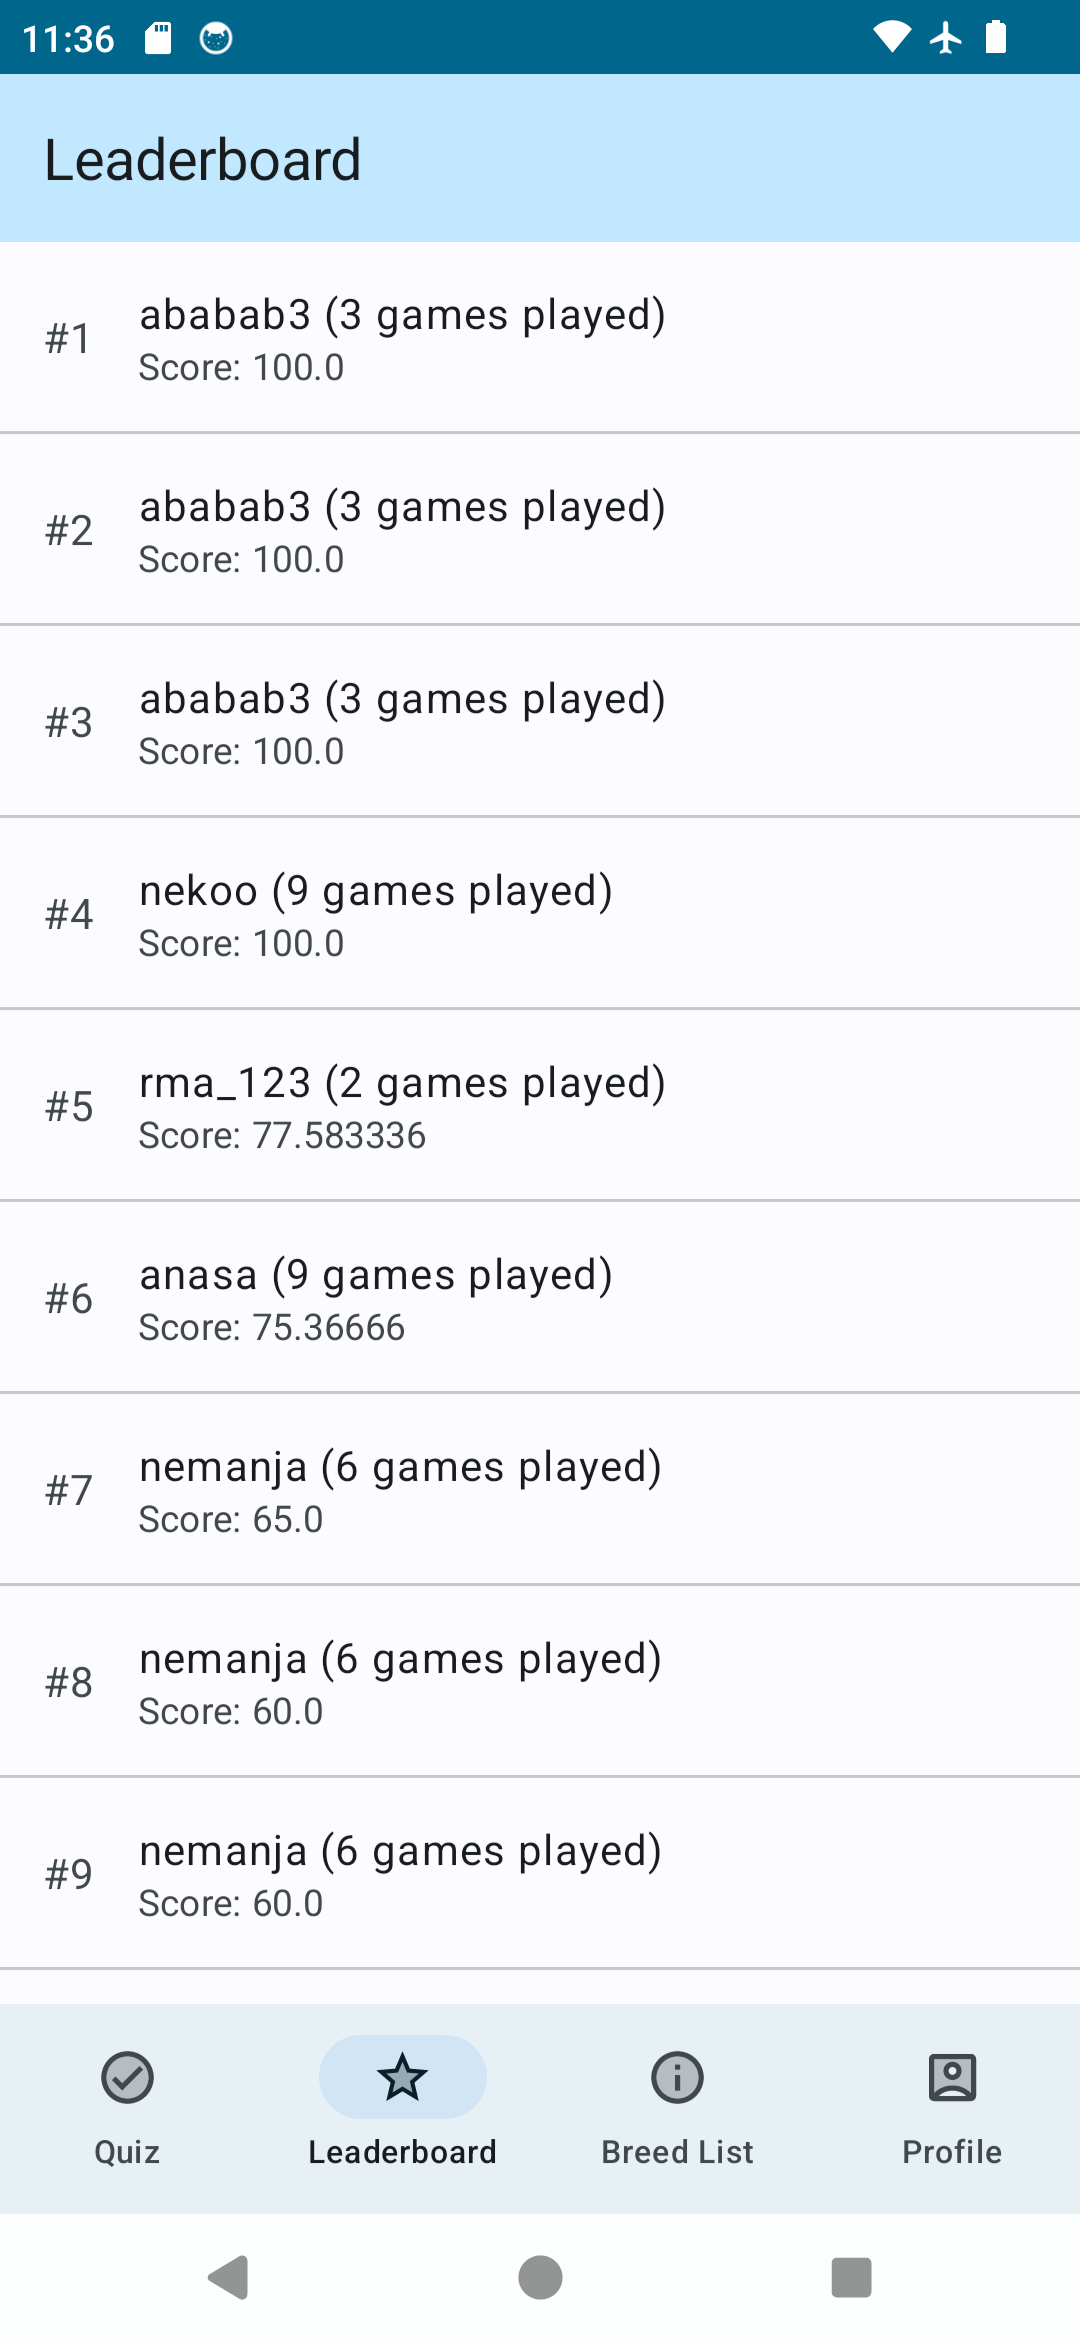 11:36
Leaderboard
#1
ababab3 (3 games played)
Score: 100.0
#2
ababab3 (3 games played)
Score: 100.0
#3
ababab3 (3 games played)
Score: 100.0
#4
nekoo (9 games played)
Score: 100.0
#5
rma_123 (2 games played)
Score: 77.583336
#6
anasa (9 games played)
Score: 75.36666
#7
nemanja (6 games played)
Score: 65.0
#8
nemanja (6 games played)
Score: 60.0
#9
nemanja (6 games played)
Score: 60.0
Quiz
Leaderboard
Breed List
Profile